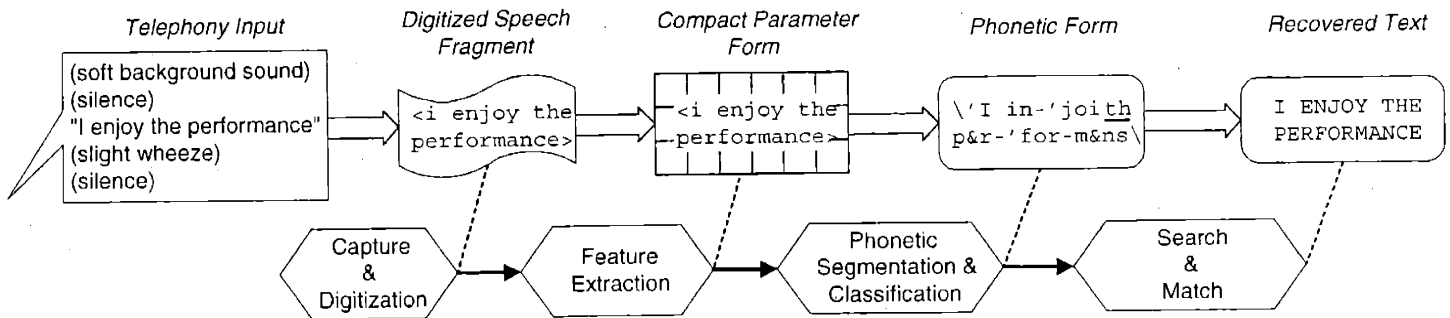 Telephony Input
Digitized Speech
Fragment
Compact Parameter
Form
Phonetic Form
Recovered Text
(soft background sound)
(silence)
"I enjoy the performance"
(slight wheeze)
(silence)
<i enjoy the
performance>
<i enjoy the
performance>
\'I in-'joi th
p&r-'for-m&ns\
I ENJOY THE
PERFORMANCE
Capture
&
Digitization
Feature
Extraction
Phonetic
Segmentation &
Classification
Search
&
Match